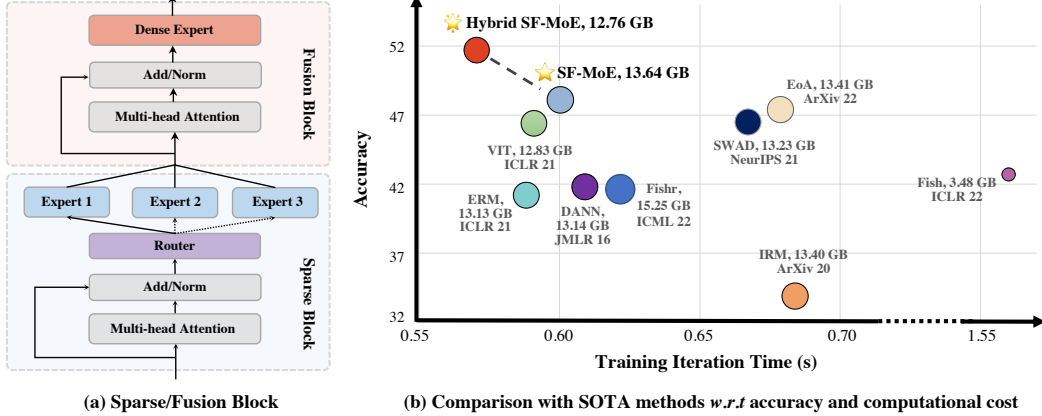 Dense Expert
Add/Norm
Multi-head Attention
Fusion Block
Expert 1
Expert 2
Expert 3
Router
Add/Norm
Multi-head Attention
Sparse Block
(a) Sparse/Fusion Block
Accuracy
52
47
42
37
32
0.55
0.60
0.65
0.70
1.55
Training Iteration Time (s)
Hybrid SF-MoE, 12.76 GB
SF-MoE, 13.64 GB
EoA, 13.41 GB
ArXiv 22
SWAD, 13.23 GB
NeurIPS 21
VIT, 12.83 GB
ICLR 21
ERM,
13.13 GB
ICLR 21
DANN,
13.14 GB
JMLR 16
Fishr,
15.25 GB
ICML 22
Fish, 3.48 GB
ICLR 22
IRM, 13.40 GB
ArXiv 20
(b) Comparison with SOTA methods w.r.t accuracy and computational cost